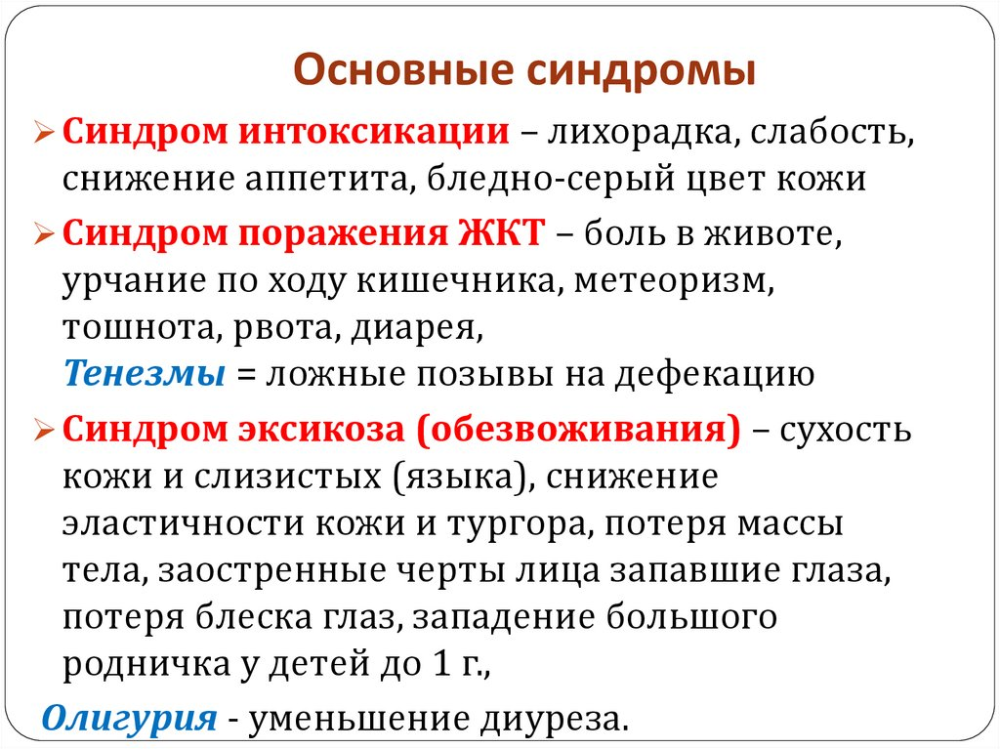 Основные синдромы
Синдром интоксикации – лихорадка, слабость,
снижение аппетита, бледно-серый цвет кожи
Синдром поражения ЖКТ – боль в животе,
урчание по ходу кишечника, метеоризм,
тошнота, рвота, диарея,
Тенезмы = ложные позывы на дефекацию
Синдром эксикоза (обезвоживания) – сухость
кожи и слизистых (языка), снижение
эластичности кожи и тургора, потеря массы
тела, заостренные черты лица запавшие глаза,
потеря блеска глаз, западение большого
родничка у детей до 1 г.,
Олигурия - уменьшение диуреза.